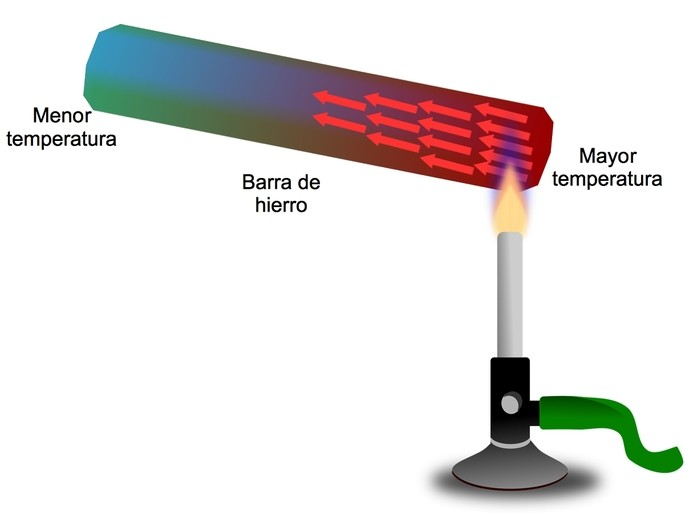 Menor
temperatura
Barra de
hierro
Mayor
temperatura